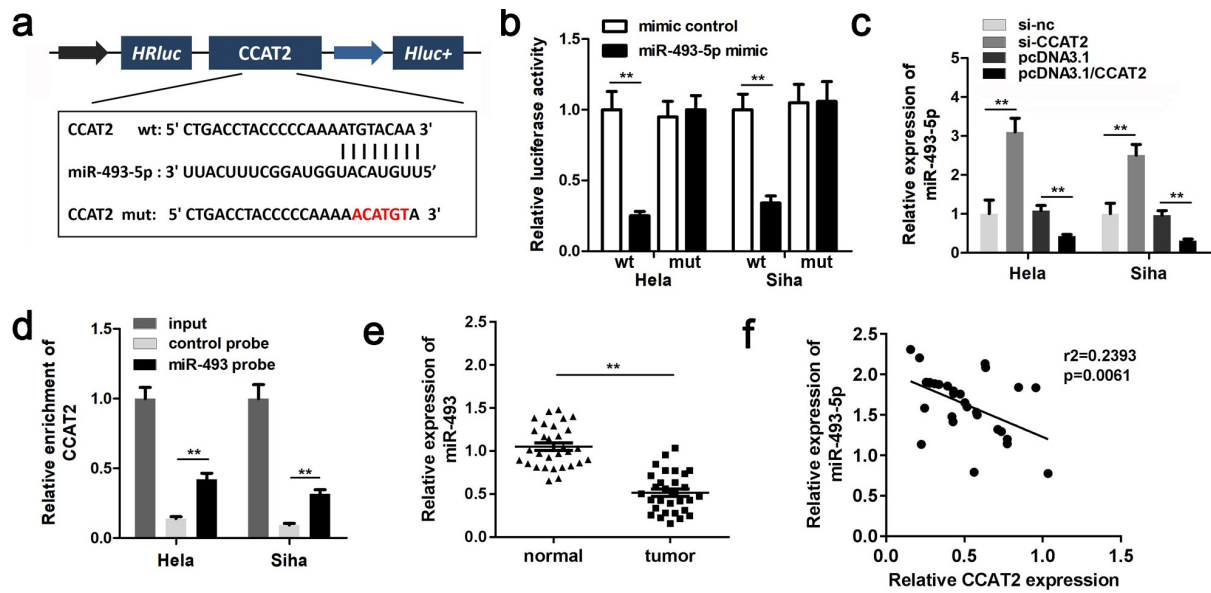 a
HRluc CCAT2 Hluc+
CCAT2 wt: 5' CTGACCTACCCCCAAAATGTACAA 3'
miR-493-5p : 3' UUACUUUCGGAUGGUACAUGUU5’
CCAT2 mut: 5' CTGACCTACCCCCAAAAACATGTA 3'
b
mimic control
miR-493-5p mimic
Relative luciferase activity
1.5
1.0
0.5
0.0
**
**
wt mut wt mut
Hela Siha
c
si-nc
si-CCAT2
pcDNA3.1
pcDNA3.1/CCAT2
Relative expression of
miR-493-5p
5
4
3
2
1
0
**
**
**
**
Hela Siha
d
input
control probe
miR-493 probe
Relative enrichment of
CCAT2
1.5
1.0
0.5
0.0
**
**
Hela Siha
e
Relative expression of
miR-493
2.5
2.0
1.5
1.0
0.5
0.0
**
normal tumor
f
Relative expression of
miR-493-5p
2.5
2.0
1.5
1.0
0.5
0.0
r2=0.2393
p=0.0061
0.0 0.5 1.0 1.5
Relative CCAT2 expression